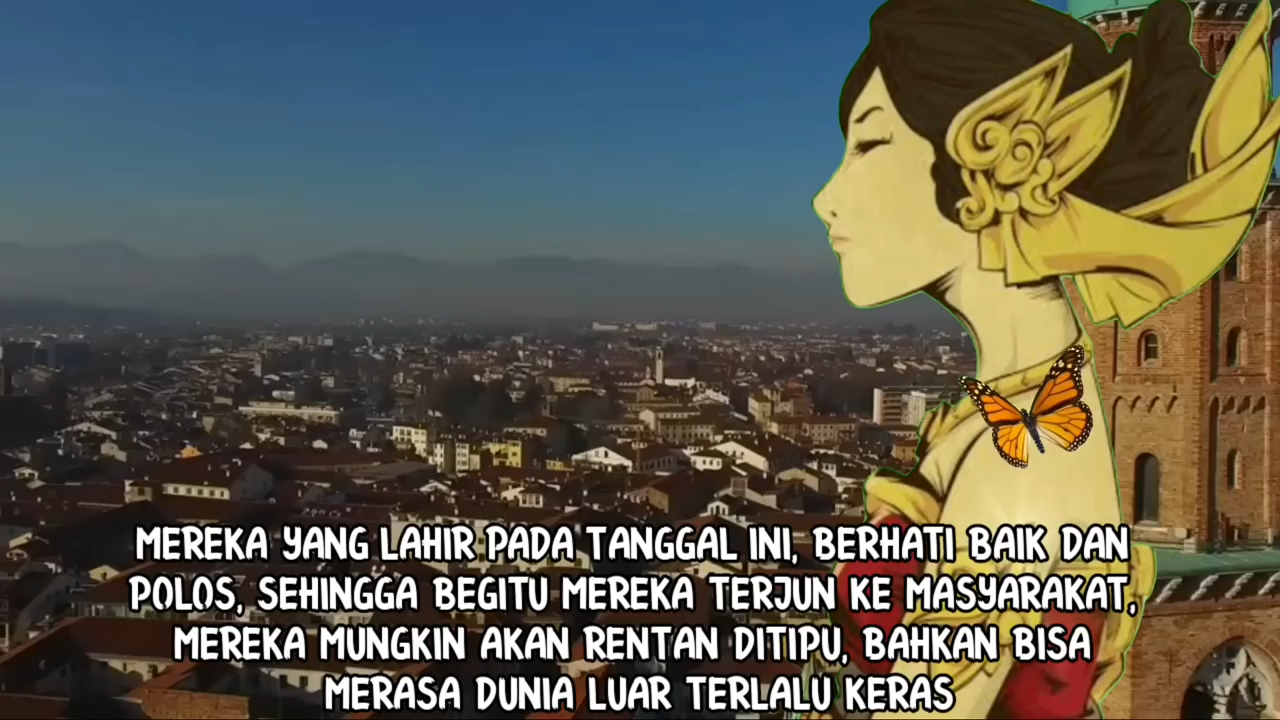 MEREKA YANG LAHIR PADA TANGGAL INI, BERHATI BAIK DAN
POLOS, SEHINGGA BEGITU MEREKA TERJUN KE MASYARAKAT,
MEREKA MUNGKIN AKAN RENTAN DITIPU, BAHKAN BISA
MERASA DUNIA LUAR TERLALU KERAS